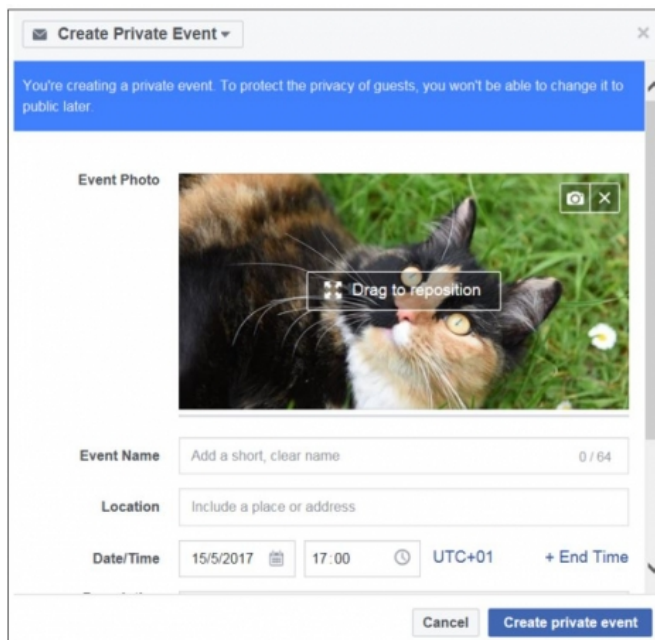 Create Private Event
You're creating a private event. To protect the privacy of guests, you won't be able to change it to
public later.
Event Photo
Drag to reposition
Event Name
Add a short, clear name
0 / 64
Location
Include a place or address
Date/Time
15/5/2017
17:00
UTC+01
+ End Time
Cancel
Create private event